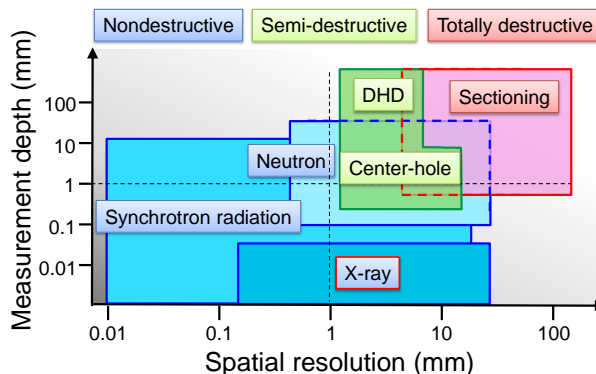 Nondestructive
Semi-destructive
Totally destructive
Measurement depth (mm)
100
10
1
0.1
0.01
DHD
Sectioning
Neutron
Center-hole
Synchrotron radiation
X-ray
0.01
0.1
1
10
100
Spatial resolution (mm)